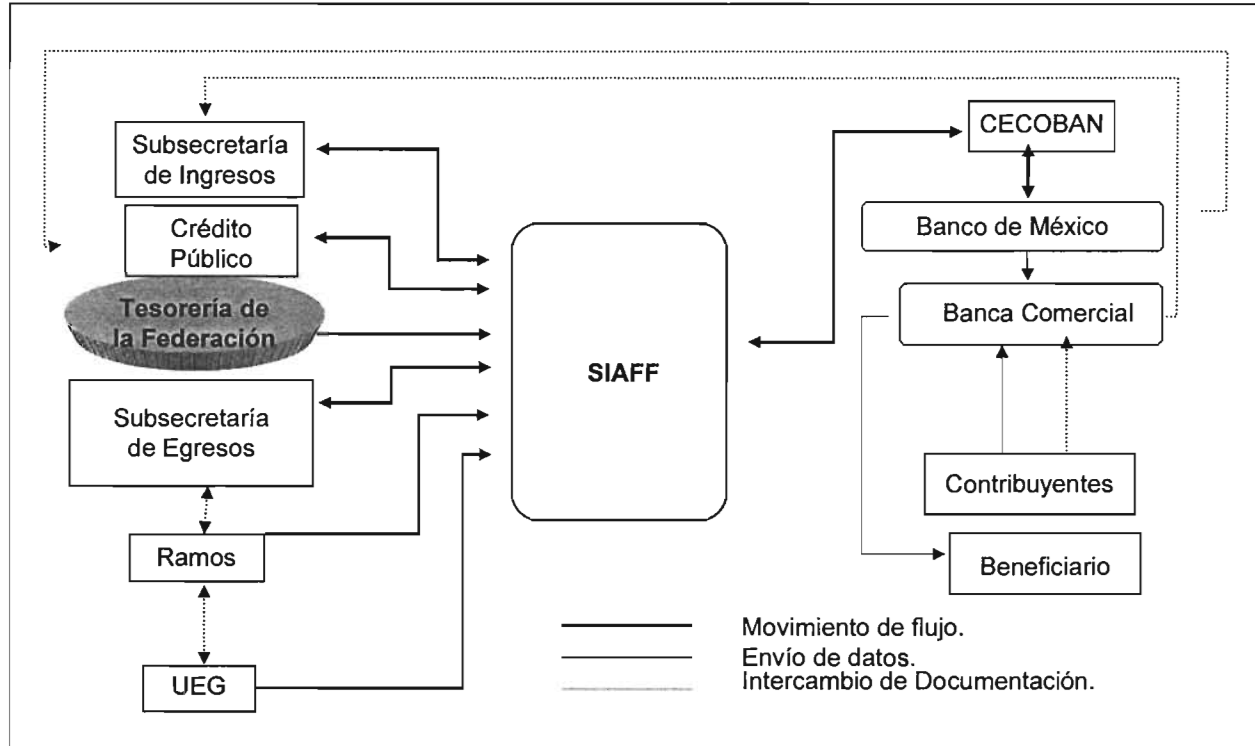 Subsecretaría
de Ingresos
Crédito
Público
Tesorería de
la Federación
Subsecretaría
de Egresos
Ramos
UEG
SIAFF
CECOBAN
Banco de México
Banca Comercial
Contribuyentes
Beneficiario
Movimiento de flujo.
Envío de datos.
Intercambio de Documentación.